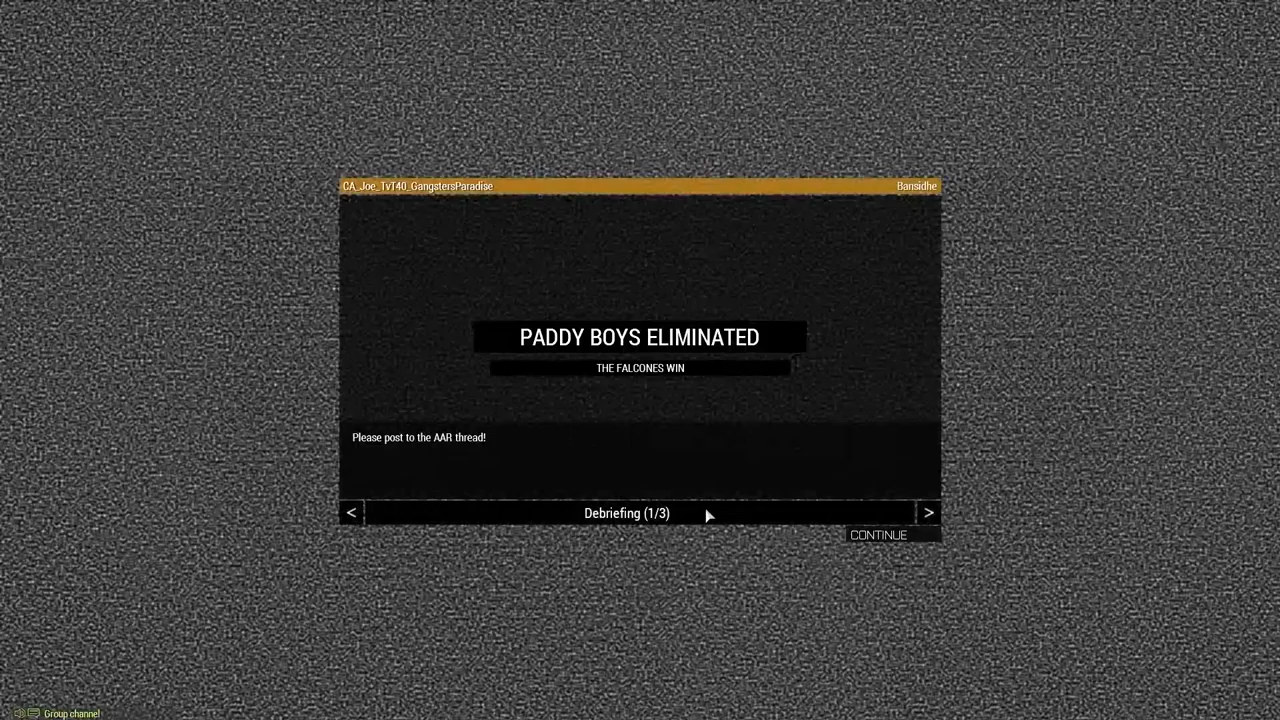 CA_Joe_TvT40_GangstersParadise Bansidhe
PADDY BOYS ELIMINATED
THE FALCONES WIN
Please post to the AAR thread!
< Debriefing (1/3) >
CONTINUE
Group channel